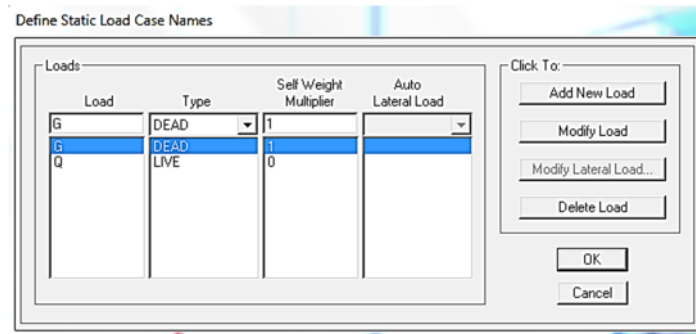 Define Static Load Case Names
Loads
Click To:
Load Type Self Weight Multiplier Auto Lateral Load
G DEAD 1
G DEAD 1
Q LIVE 0
Add New Load
Modify Load
Modify Lateral Load...
Delete Load
OK
Cancel